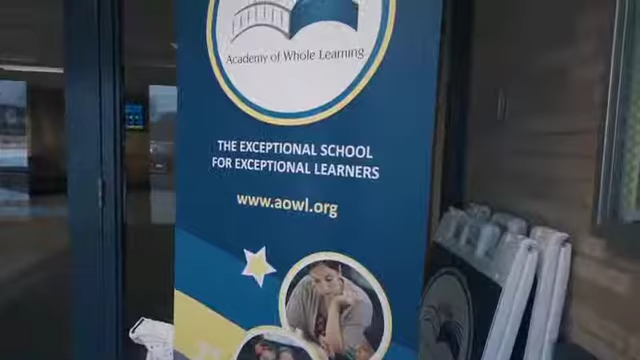 Academy of Whole Learning
THE EXCEPTIONAL SCHOOL
FOR EXCEPTIONAL LEARNERS
www.aowl.org